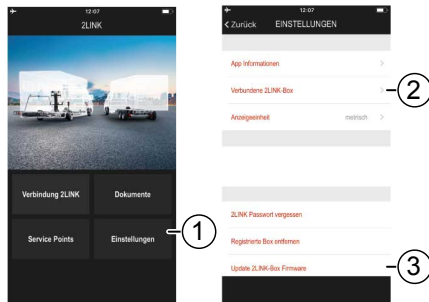 12:07
2LINK
Verbindung 2LINK
Dokumente
Service Points
Einstellungen
1
12:07
Zurück
EINSTELLUNGEN
App Informationen
Verbundene 2LINK-Box
2
Anzeigeeinheit
metrisch
2LINK Passwort vergessen
Registrierte Box entfernen
Update 2LINK-Box Firmware
3